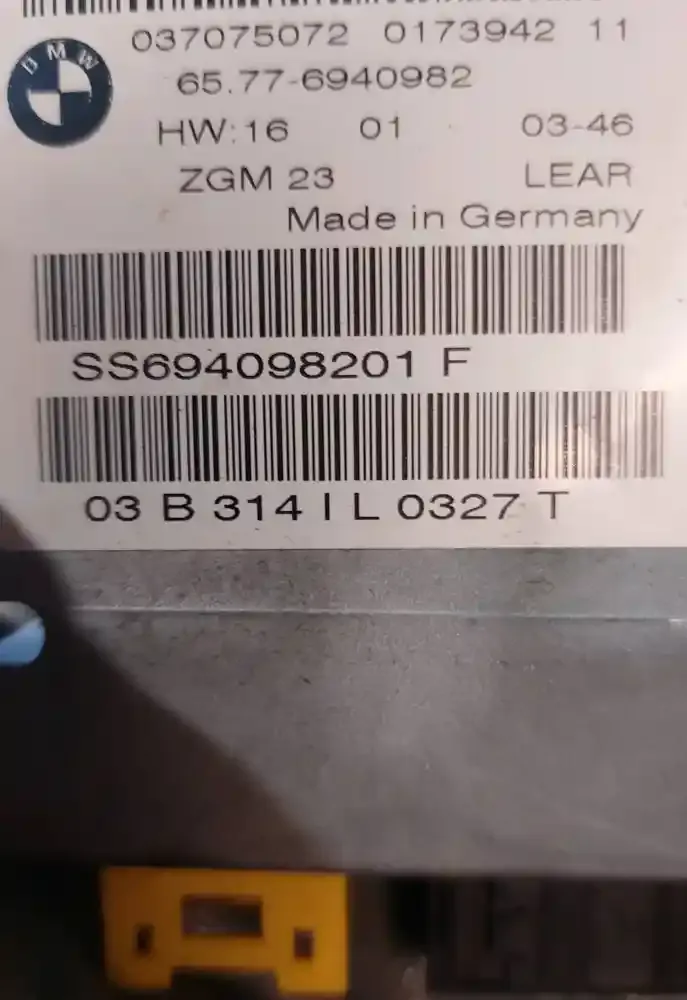 BMW
037075072 0173942 11
65.77-6940982
HW:16 01 03-46
ZGM 23 LEAR
Made in Germany
SS694098201 F
03 B 314 I L 0327 T